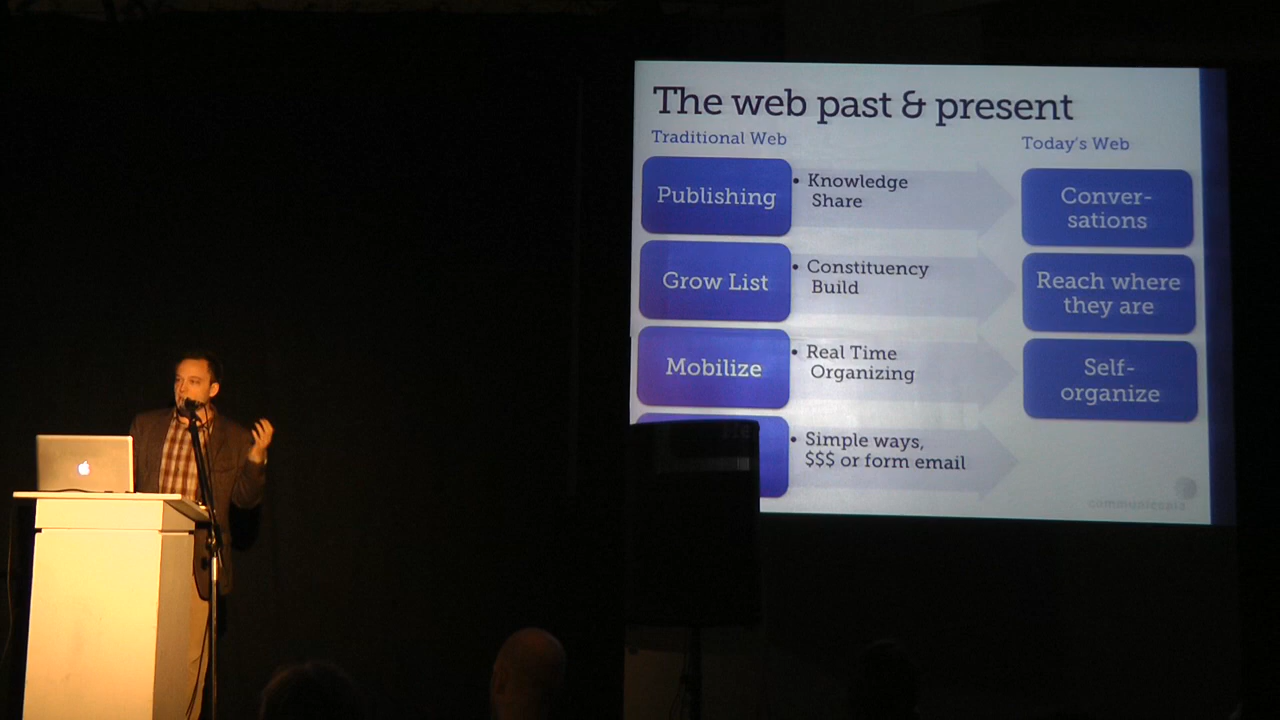 The web past & present
Traditional Web
Today's Web
Publishing
• Knowledge
Share
Conver-
sations
Grow List
• Constituency
Build
Reach where
they are
Mobilize
• Real Time
Organizing
Self-
organize
• Simple ways,
$$$ or form email